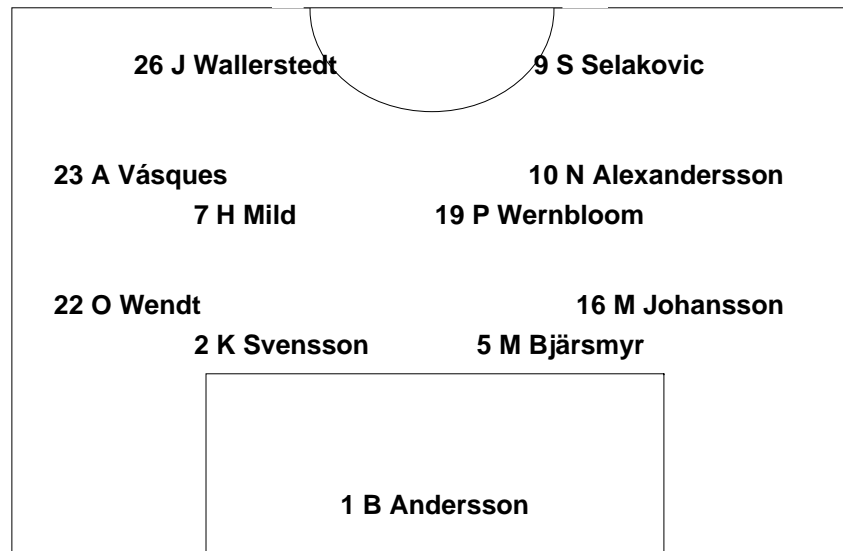 26 J Wallerstedt 9 S Selakovic
23 A Vásques 10 N Alexandersson
7 H Mild 19 P Wernbloom
22 O Wendt 16 M Johansson
2 K Svensson 5 M Bjärsmyr
1 B Andersson